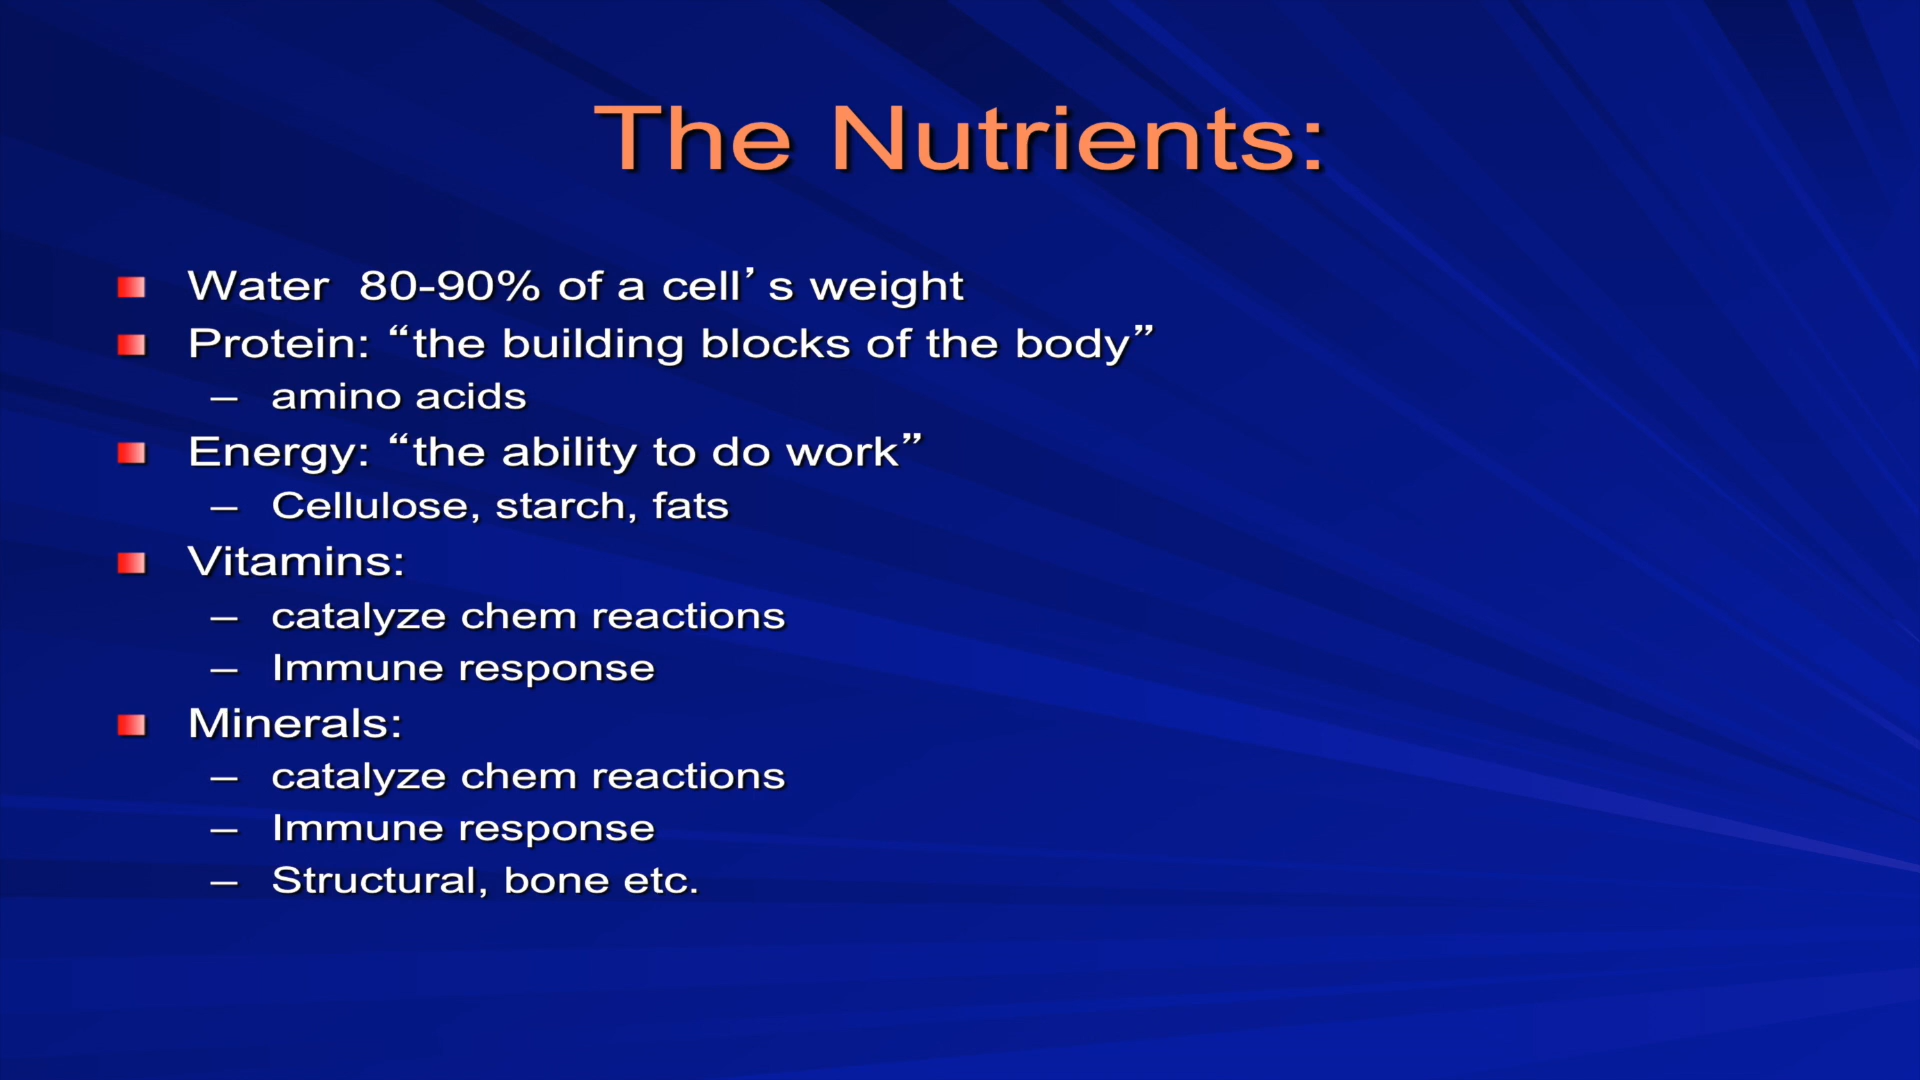 The Nutrients:
Water  80-90% of a cell’s weight
Protein: “the building blocks of the body”
– amino acids
Energy: “the ability to do work”
– Cellulose, starch, fats
Vitamins:
– catalyze chem reactions
– Immune response
Minerals:
– catalyze chem reactions
– Immune response
– Structural, bone etc.